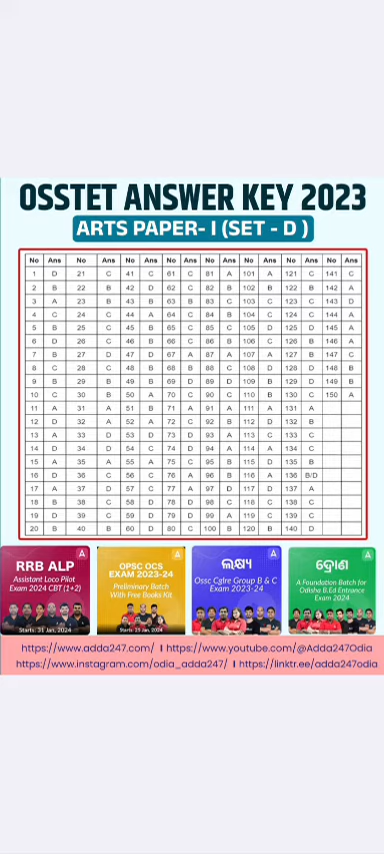 OSSTET ANSWER KEY 2023
ARTS PAPER- I (SET - D )
No Ans No Ans No Ans No Ans No Ans No Ans No Ans No Ans
1 D 21 C 41 C 61 C 81 A 101 A 121 C 141 C
2 B 22 B 42 D 62 C 82 B 102 B 122 B 142 A
3 A 23 B 43 B 63 B 83 C 103 C 123 C 143 D
4 C 24 C 44 A 64 C 84 B 104 C 124 C 144 A
5 B 25 C 45 B 65 C 85 C 105 D 125 D 145 A
6 D 26 C 46 B 66 C 86 B 106 C 126 B 146 A
7 B 27 D 47 D 67 A 87 A 107 A 127 B 147 C
8 C 28 C 48 B 68 B 88 C 108 D 128 D 148 B
9 B 29 B 49 B 69 D 89 D 109 B 129 D 149 B
10 C 30 B 50 A 70 C 90 C 110 B 130 C 150 A
11 A 31 A 51 B 71 A 91 A 111 A 131 A
12 D 32 A 52 A 72 C 92 B 112 D 132 B
13 A 33 D 53 D 73 D 93 A 113 C 133 C
14 D 34 D 54 C 74 D 94 A 114 A 134 C
15 A 35 A 55 A 75 C 95 B 115 D 135 B
16 D 36 C 56 C 76 A 96 B 116 A 136 B/D
17 A 37 D 57 C 77 A 97 D 117 D 137 A
18 B 38 C 58 D 78 D 98 C 118 C 138 C
19 D 39 C 59 D 79 D 99 A 119 C 139 C
20 B 40 B 60 D 80 C 100 B 120 B 140 D
RRB ALP
Assistant Loco Pilot
Exam 2024 CBT (1+2)
Starts: 31 Jan, 2024
OPSC OCS
EXAM 2023-24
Preliminary Batch
With Free Books Kit
Starts: 25 Jan, 2024
ଲକ୍ଷ୍ୟ
Ossc Cglre Group B & C
Exam 2023-24
ଦ୍ରୋଣ
A Foundation Batch for
Odisha B.Ed Entrance
Exam 2024
https://www.adda247.com/ I https://www.youtube.com/@Adda247Odia
https://www.instagram.com/odia_adda247/ I https://linktr.ee/adda247odia